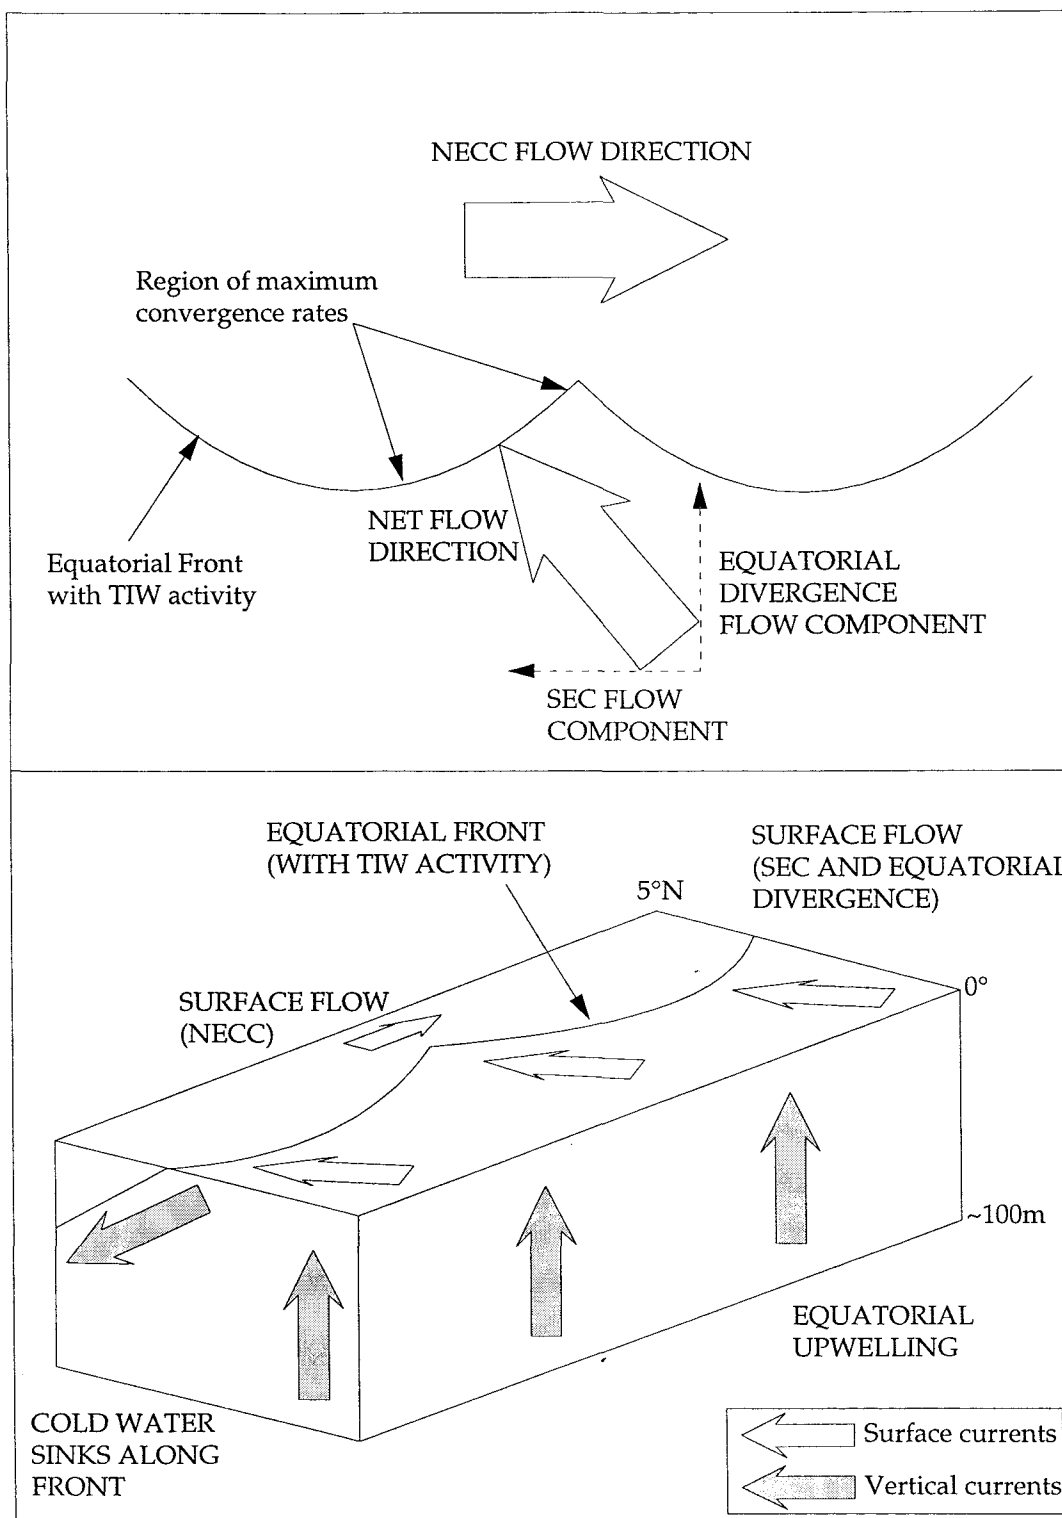 NECC FLOW DIRECTION
Region of maximum
convergence rates
NET FLOW
DIRECTION
Equatorial Front
with TIW activity
EQUATORIAL
DIVERGENCE
FLOW COMPONENT
SEC FLOW
COMPONENT
EQUATORIAL FRONT
(WITH TIW ACTIVITY)
SURFACE FLOW
(SEC AND EQUATORIAL
DIVERGENCE)
5°N
0°
SURFACE FLOW
(NECC)
~100m
EQUATORIAL
UPWELLING
COLD WATER
SINKS ALONG
FRONT
Surface currents
Vertical currents